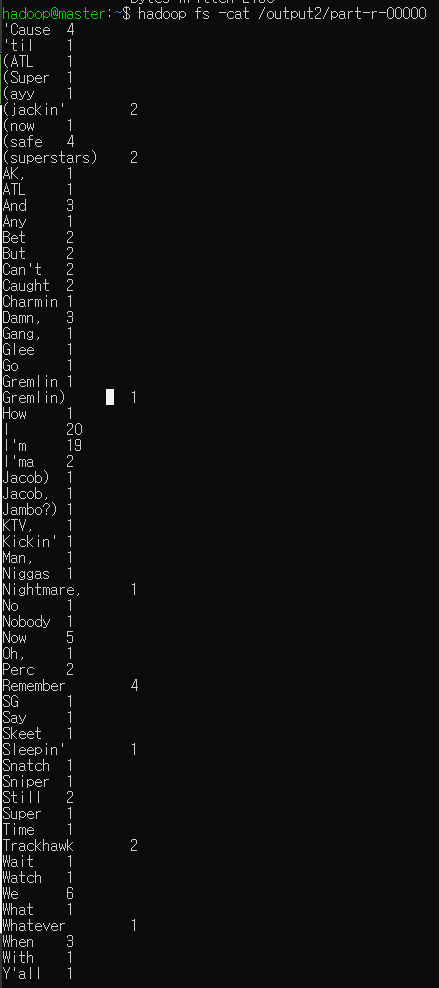 hadoop@master:~$ hadoop fs -cat /output2/part-r-00000
'Cause 4
'til 1
(ATL 1
(Super 1
(ayy 1
(jackin' 2
(now 1
(safe 4
(superstars) 2
AK, 1
ATL 1
And 3
Any 1
Bet 2
But 2
Can't 2
Caught 2
Charmin 1
Damn, 3
Gang, 1
Glee 1
Go 1
Gremlin 1
Gremlin) 1
How 1
I 20
I'm 19
I'ma 2
Jacob) 1
Jacob, 1
Jambo?) 1
KTV, 1
Kickin' 1
Man, 1
Niggas 1
Nightmare, 1
No 1
Nobody 1
Now 5
Oh, 1
Perc 2
Remember 4
SG 1
Say 1
Skeet 1
Sleepin' 1
Snatch 1
Sniper 1
Still 2
Super 1
Time 1
Trackhawk 2
Wait 1
Watch 1
We 6
What 1
Whatever 1
When 3
With 1
Y'all 1